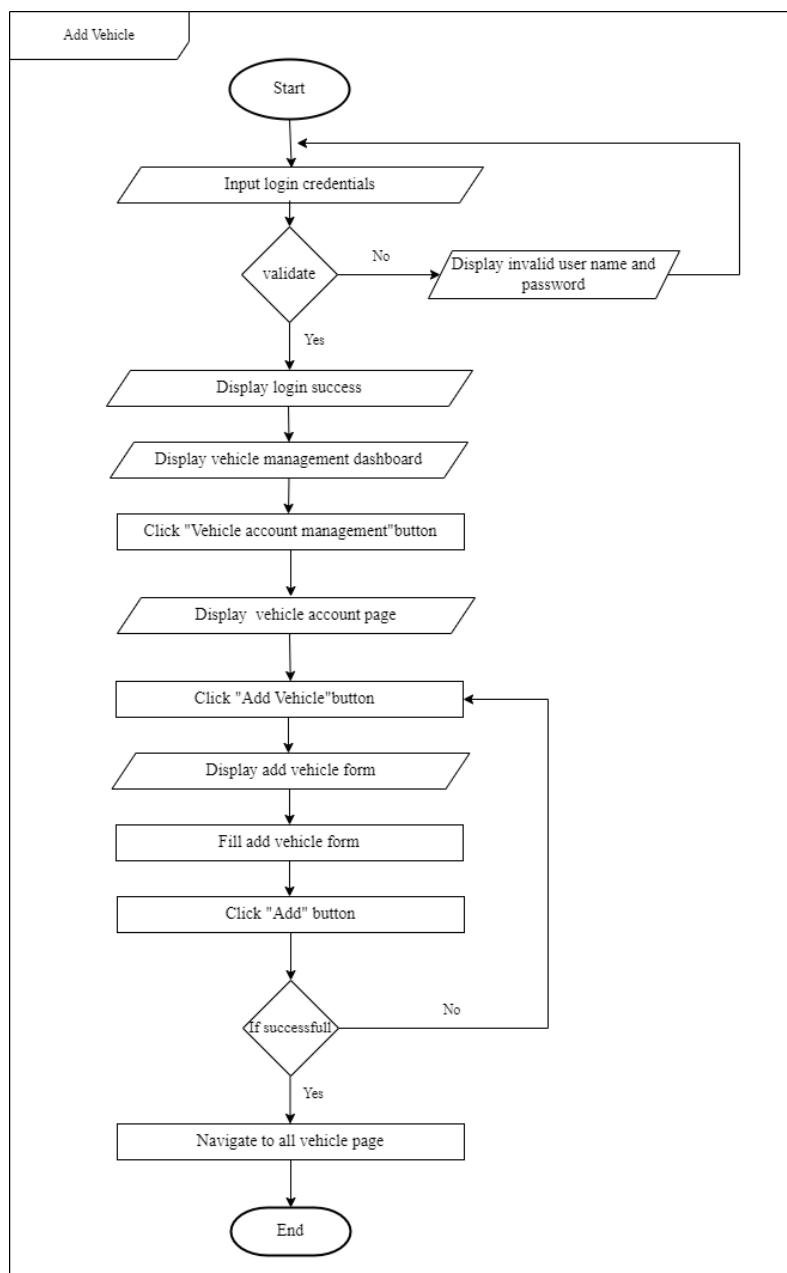 Add Vehicle
Start
Input login credentials
validate
No
Display invalid user name and
password
Yes
Display login success
Display vehicle management dashboard
Click "Vehicle account management"button
Display  vehicle account page
Click "Add Vehicle"button
Display add vehicle form
Fill add vehicle form
Click "Add" button
If successfull
No
Yes
Navigate to all vehicle page
End